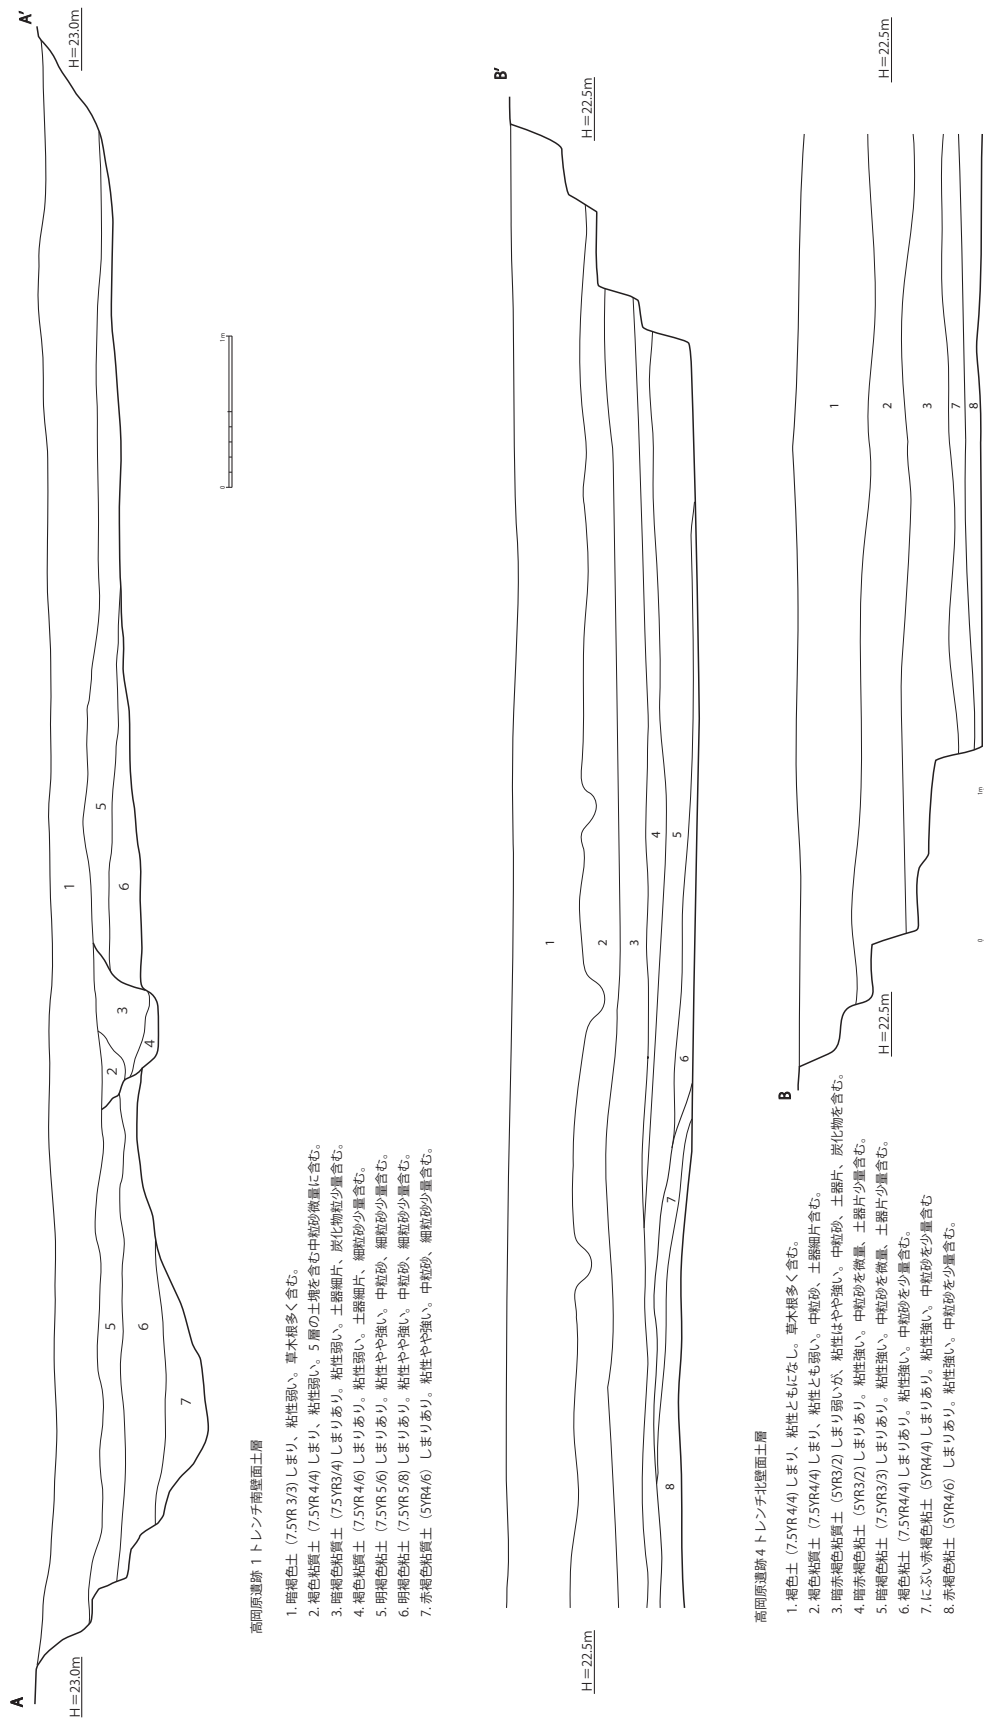 A
A'
H=23.0m
H=23.0m
1
2
3
4
5
6
5
6
7
0
1m
高岡原遺跡 1 トレンチ南壁面土層
1. 暗褐色土（7.5YR 3/3) しまり、粘性弱い。草木根多く含む。
2. 褐色粘質土（7.5YR 4/4) しまり、粘性弱い。5 層の土塊を含む中粒砂微量に含む。
3. 暗褐色粘質土（7.5YR3/4) しまりあり。粘性弱い。土器細片、炭化物粒少量含む。
4. 褐色粘質土（7.5YR 4/6) しまりあり。粘性弱い。土器細片、細粒砂少量含む。
5. 明褐色粘土（7.5YR 5/6) しまりあり。粘性やや強い。中粒砂、細粒砂少量含む。
6. 明褐色粘土（7.5YR 5/8) しまりあり。粘性やや強い。中粒砂、細粒砂少量含む。
7. 赤褐色粘質土（5YR4/6） しまりあり。粘性やや強い。中粒砂、細粒砂少量含む。
B'
H=22.5m
H=22.5m
1
2
3
4
5
6
7
8
B
H=22.5m
H=22.5m
1
2
3
7
8
0
1m
高岡原遺跡 4 トレンチ北壁面土層
1. 褐色土（7.5YR 4/4) しまり、粘性ともになし。草木根多く含む。
2. 褐色粘質土（7.5YR4/4) しまり、粘性とも弱い。中粒砂、土器細片含む。
3. 暗赤褐色粘質土（5YR3/2) しまり弱いが、粘性はやや強い。中粒砂、土器片、炭化物を含む。
4. 暗赤褐色粘土（5YR3/2) しまりあり。粘性強い。中粒砂を微量、土器片少量含む。
5. 暗褐色粘土（7.5YR3/3) しまりあり。粘性強い。中粒砂を微量、土器片少量含む。
6. 褐色粘土（7.5YR4/4) しまりあり。粘性強い。中粒砂を少量含む。
7. にぶい赤褐色粘土（5YR4/4) しまりあり。粘性強い。中粒砂を少量含む
8. 赤褐色粘土（5YR4/6） しまりあり。粘性強い。中粒砂を少量含む。